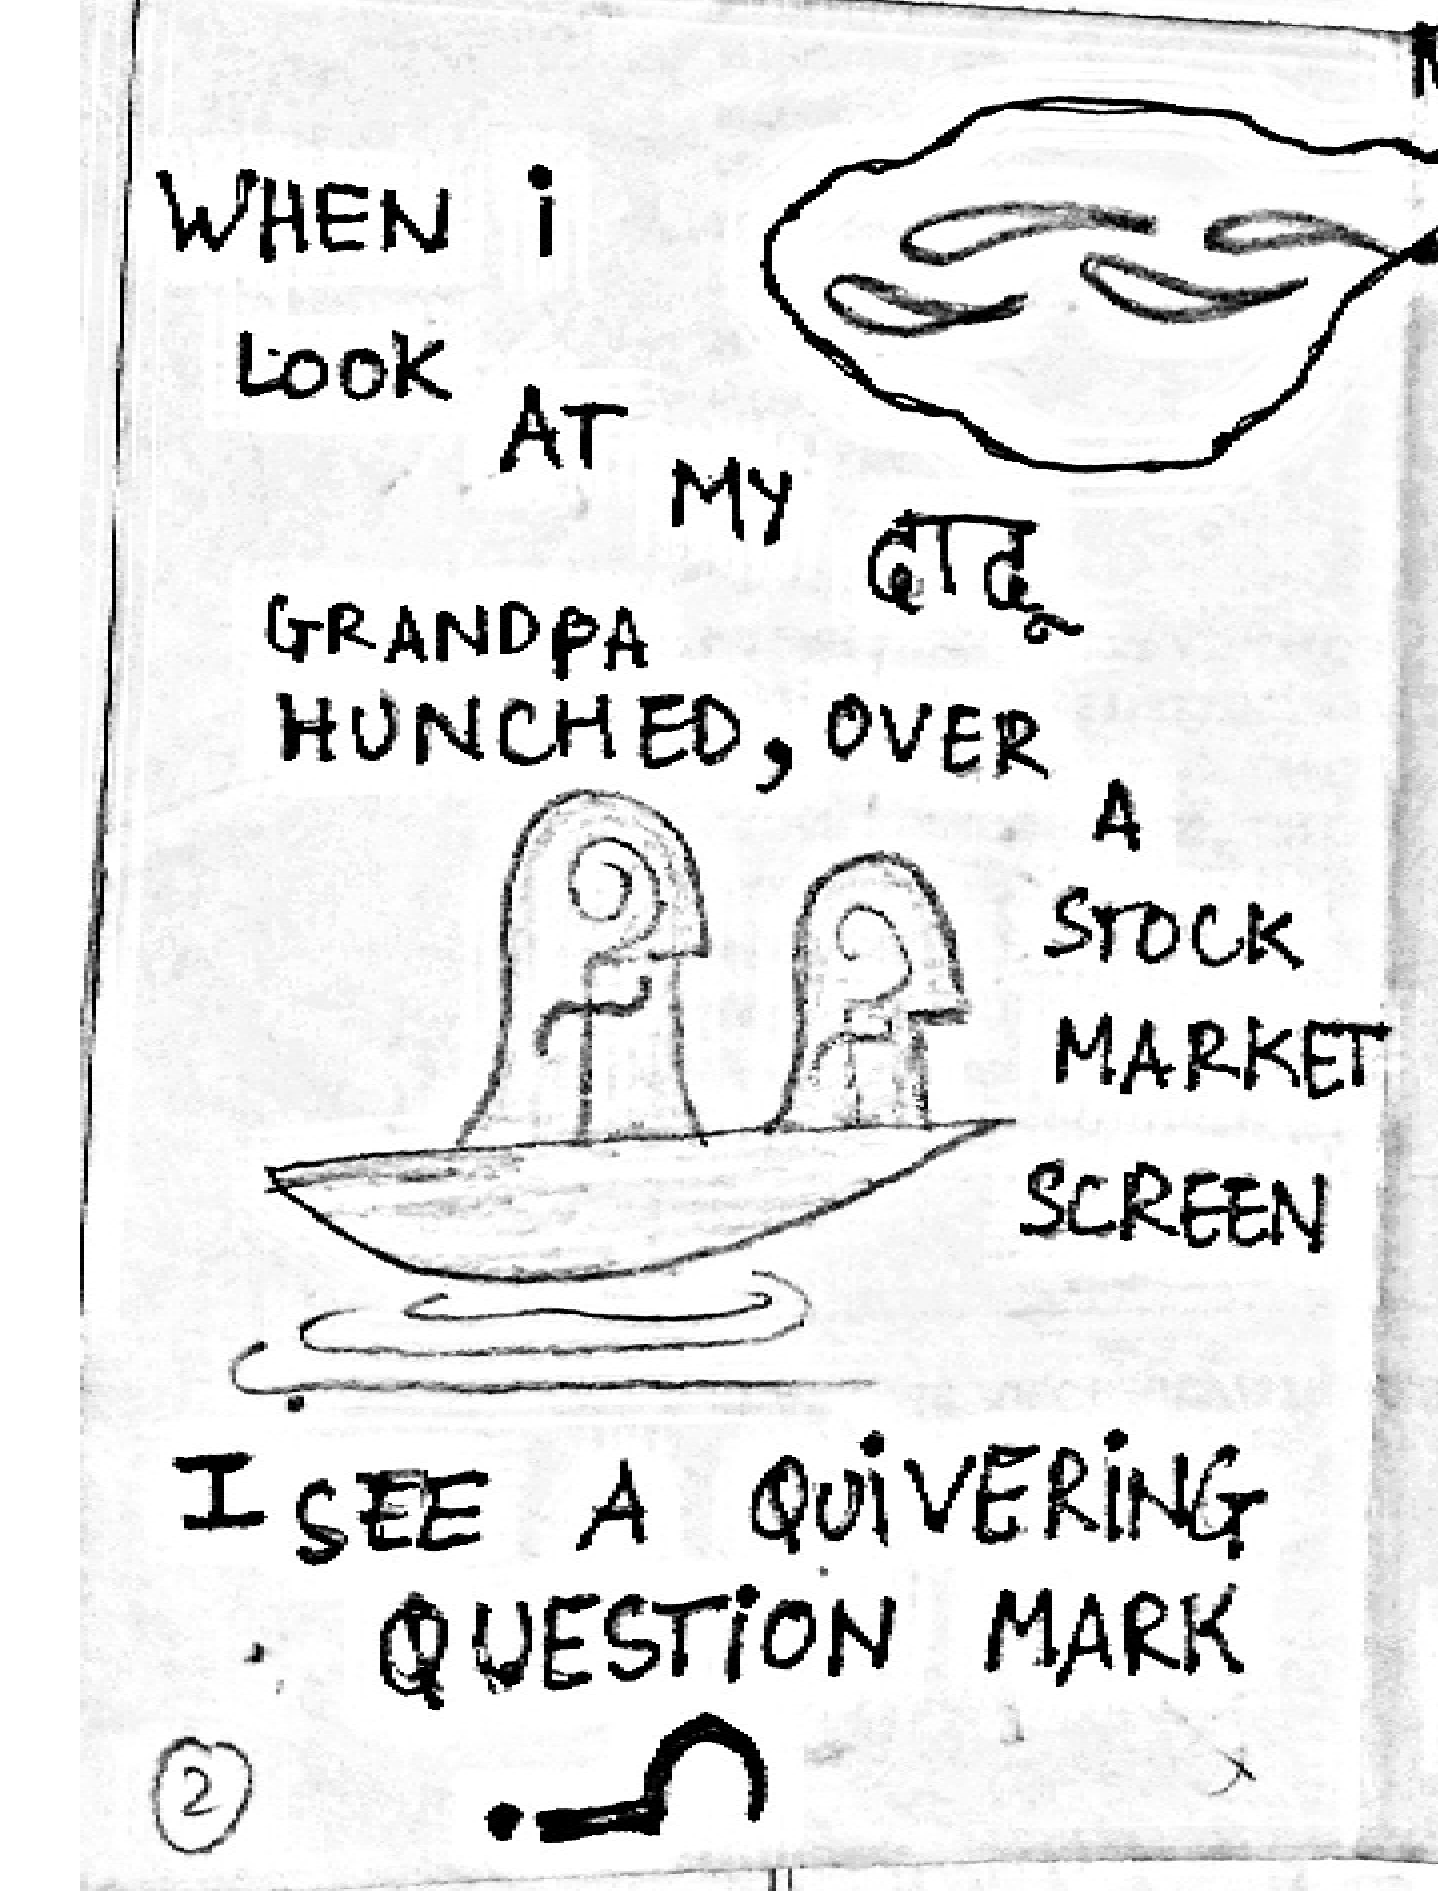 WHEN i
LOOK
AT
MY
दादू
GRANDPA
HUNCHED, OVER
A
STOCK
MARKET
SCREEN
I SEE A QUiVERiNG
QUESTiON MARK
2